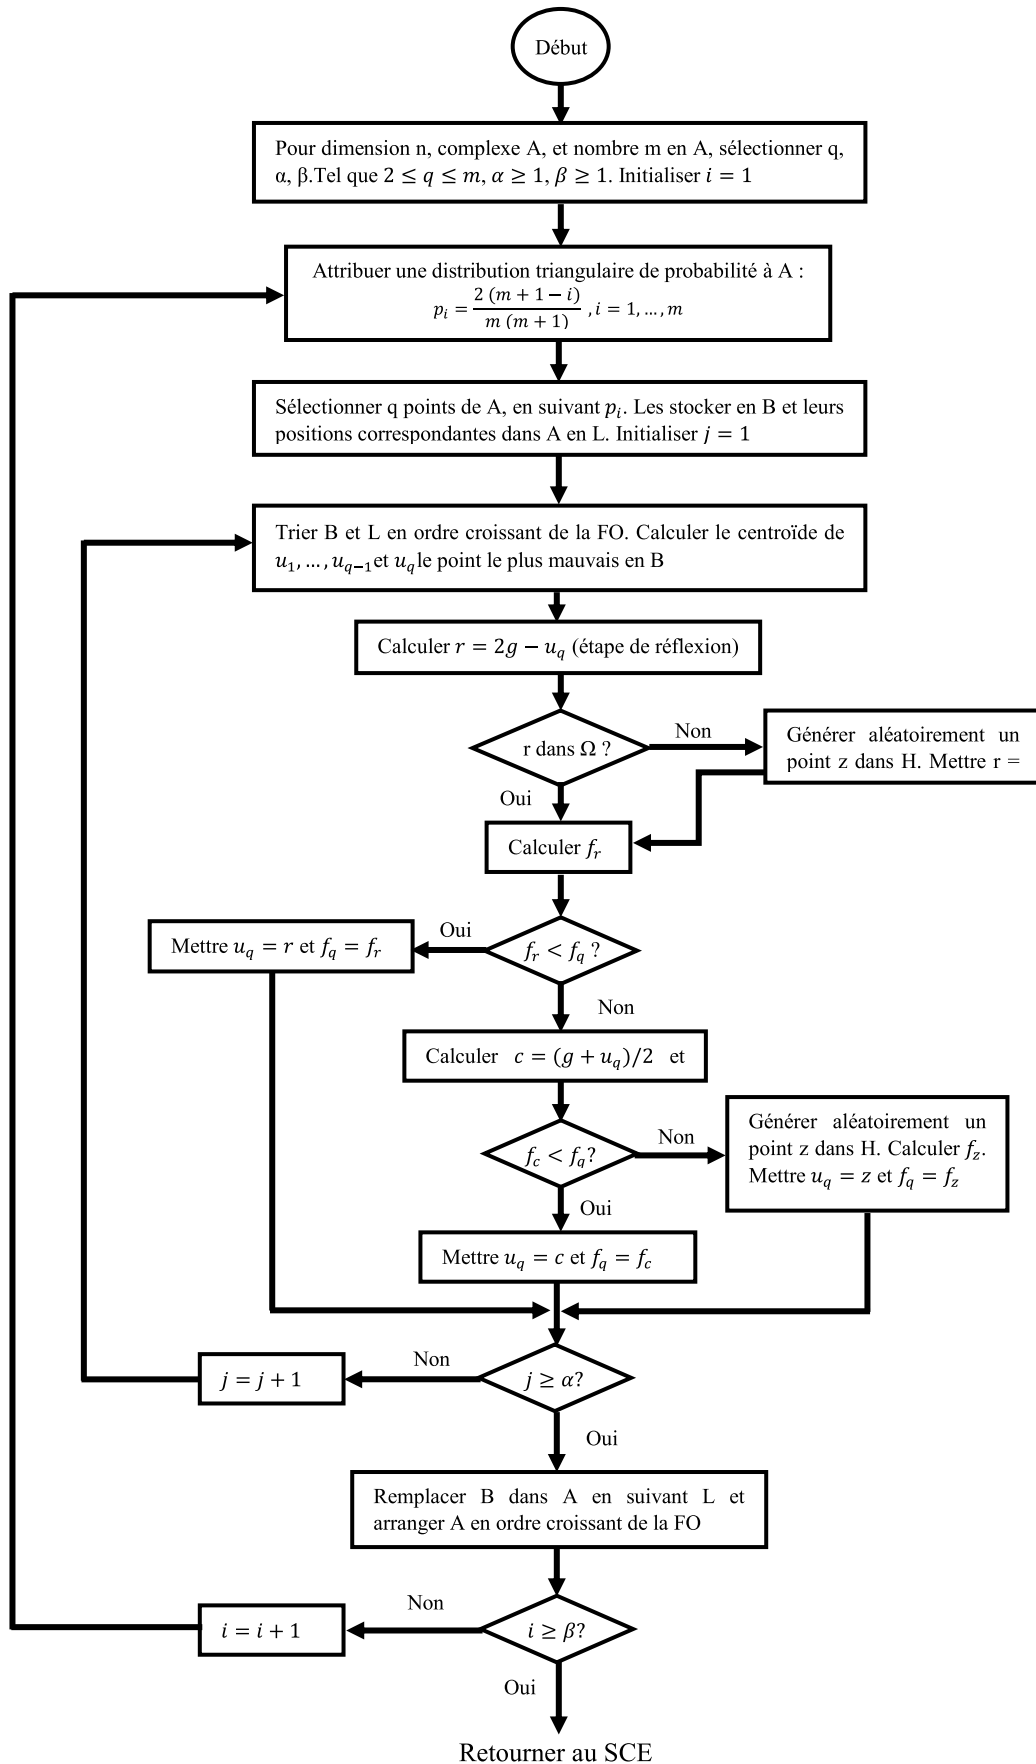 Début
Pour dimension n, complexe A, et nombre m en A, sélectionner q,
α, β.Tel que 2 ≤ q ≤ m, α ≥ 1, β ≥ 1. Initialiser i = 1
Attribuer une distribution triangulaire de probabilité à A :
p_i = 2 (m + 1 − i) / m (m + 1) , i = 1, … , m
Sélectionner q points de A, en suivant p_i. Les stocker en B et leurs
positions correspondantes dans A en L. Initialiser j = 1
Trier B et L en ordre croissant de la FO. Calculer le centroïde de
u_1, … , u_{q−1} et u_q le point le plus mauvais en B
Calculer r = 2g − u_q (étape de réflexion)
r dans Ω ?
Non
Générer aléatoirement un
point z dans H. Mettre r =
Oui
Calculer f_r
Oui
f_r < f_q ?
Mettre u_q = r et f_q = f_r
Non
Calculer c = (g + u_q)/2 et
f_c < f_q?
Non
Générer aléatoirement un
point z dans H. Calculer f_z.
Mettre u_q = z et f_q = f_z
Oui
Mettre u_q = c et f_q = f_c
j ≥ α?
Non
j = j + 1
Oui
Remplacer B dans A en suivant L et
arranger A en ordre croissant de la FO
i ≥ β?
Non
i = i + 1
Oui
Retourner au SCE